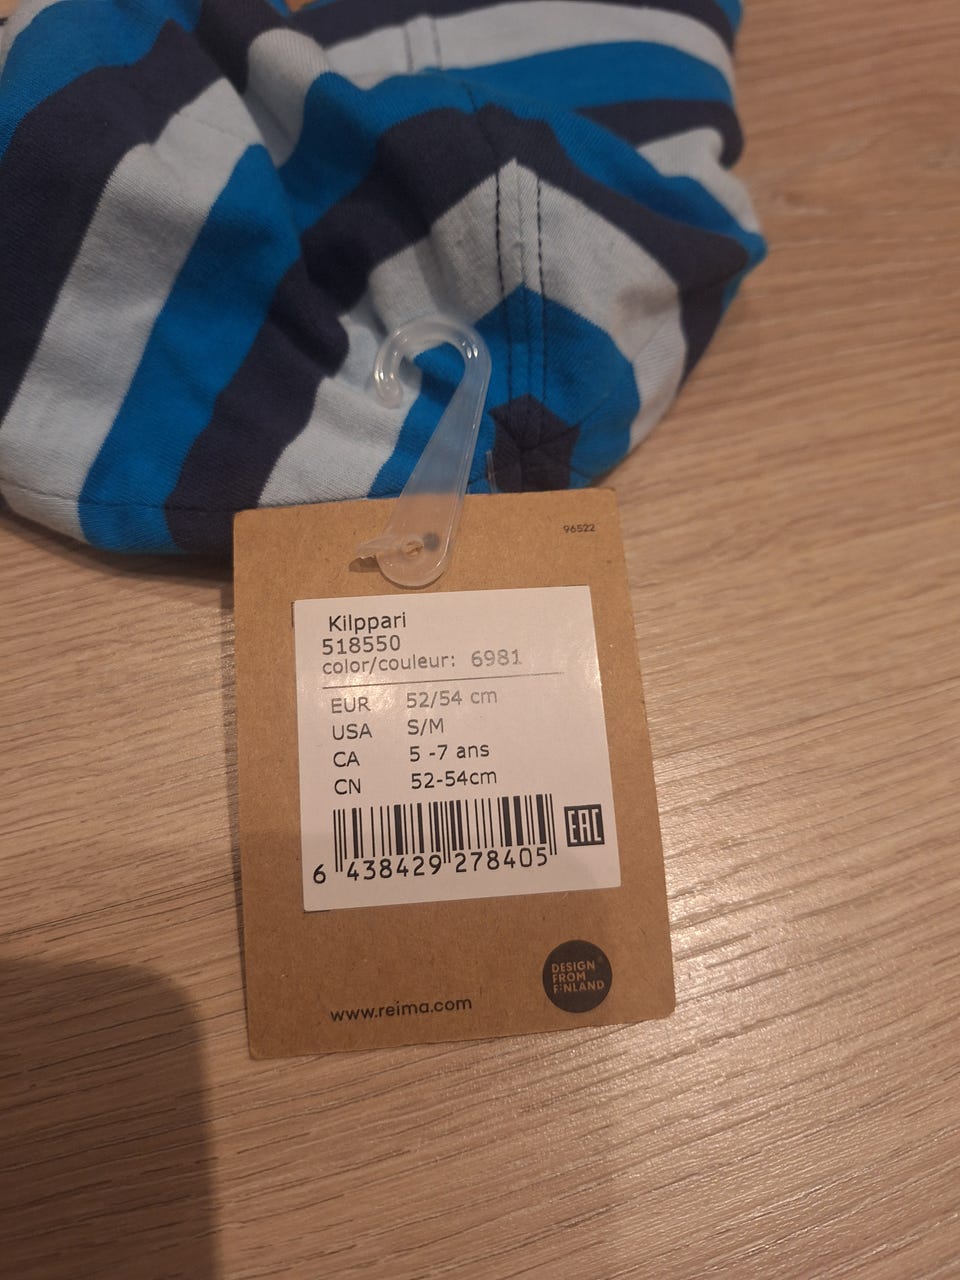 96522
Kilppari
518550
color/couleur: 6981
EUR 52/54 cm
USA S/M
CA 5 -7 ans
CN 52-54cm
6 438429 278405
EAC
DESIGN
FROM
FINLAND
www.reima.com